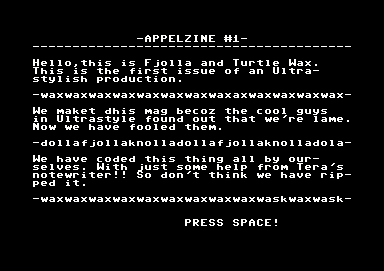 -APPELZINE #1-
----------------------------------------
Hello,this is Fjolla and Turtle Wax.
This is the first issue of an Ultra-
stylish production.
-waxwaxwaxwaxwaxwaxwaxwaxwaxwaxwaxwaxwax-
We maket dhis mag becoz the cool guys
in Ultrastyle found out that we're lame.
Now we have fooled them.
-dollafjollaknolladollafjollaknolladola-
We have coded this thing all by our-
selves. With just some help from Tera's
notewriter!! So don't think we have rip-
ped it.
-waxwaxwaxwaxwaxwaxwaxwaxwaxwaskwaxwask-
PRESS SPACE!